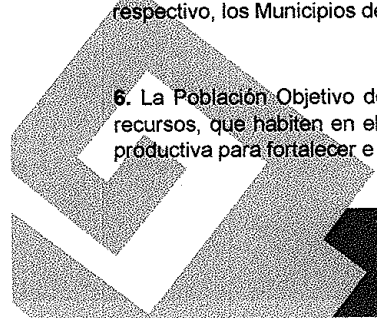 respectivo, los Municipios de
6. La Población Objetivo de
recursos, que habiten en el
productiva para fortalecer e